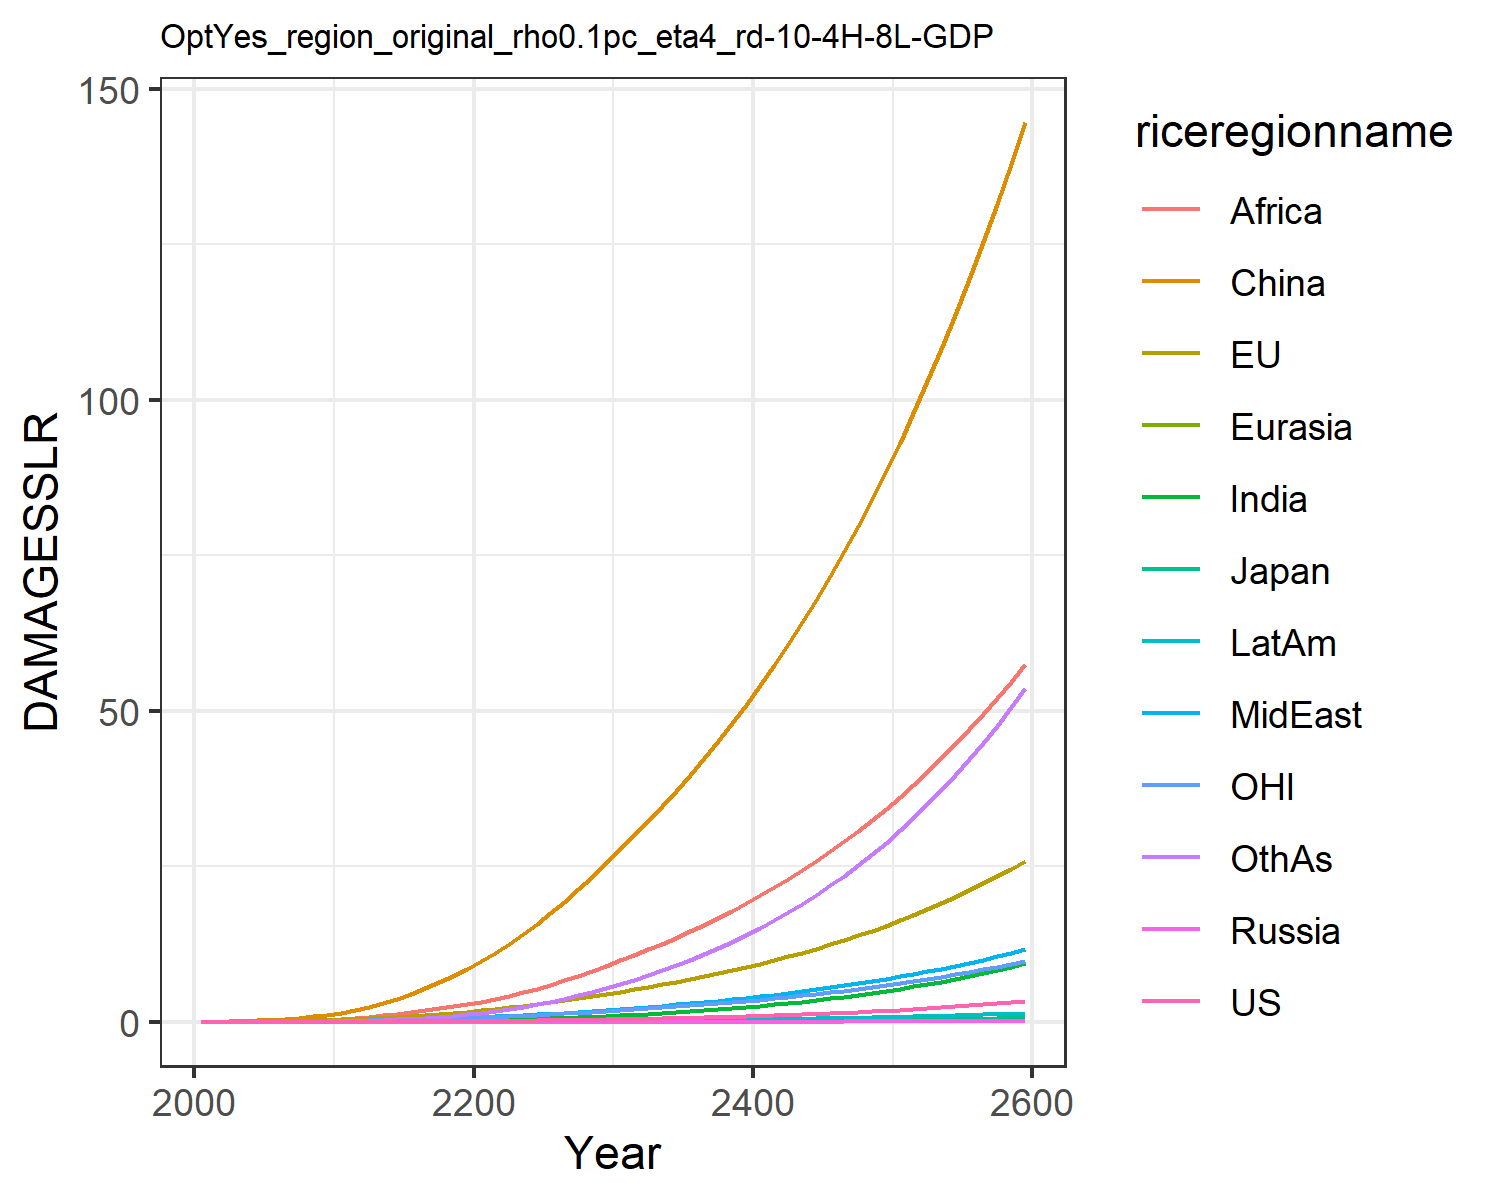 OptYes_region_original_rho0.1pc_eta4_rd-10-4H-8L-GDP
150
100
50
0
DAMAGESSLR
2000 2200 2400 2600
Year
riceregionname
Africa
China
EU
Eurasia
India
Japan
LatAm
MidEast
OHI
OthAs
Russia
US